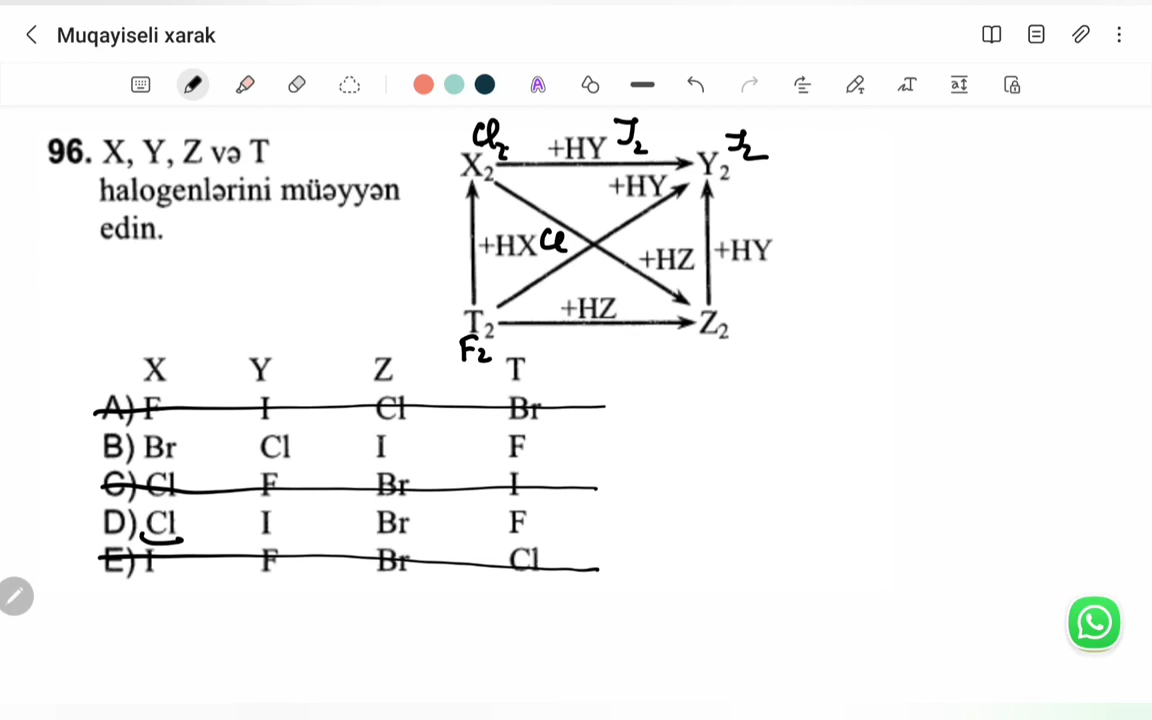 Muqayiseli xarak
96. X, Y, Z və T
halogenlərini müəyyən
edin.
Cl₂ +HY J₂ J₂
X₂ Y₂
+HY
+HX Cl +HZ +HY
+HZ
T₂ Z₂
F₂
X Y Z T
A) F I Cl Br
B) Br Cl I F
C) Cl F Br I
D) Cl I Br F
E) I F Br Cl